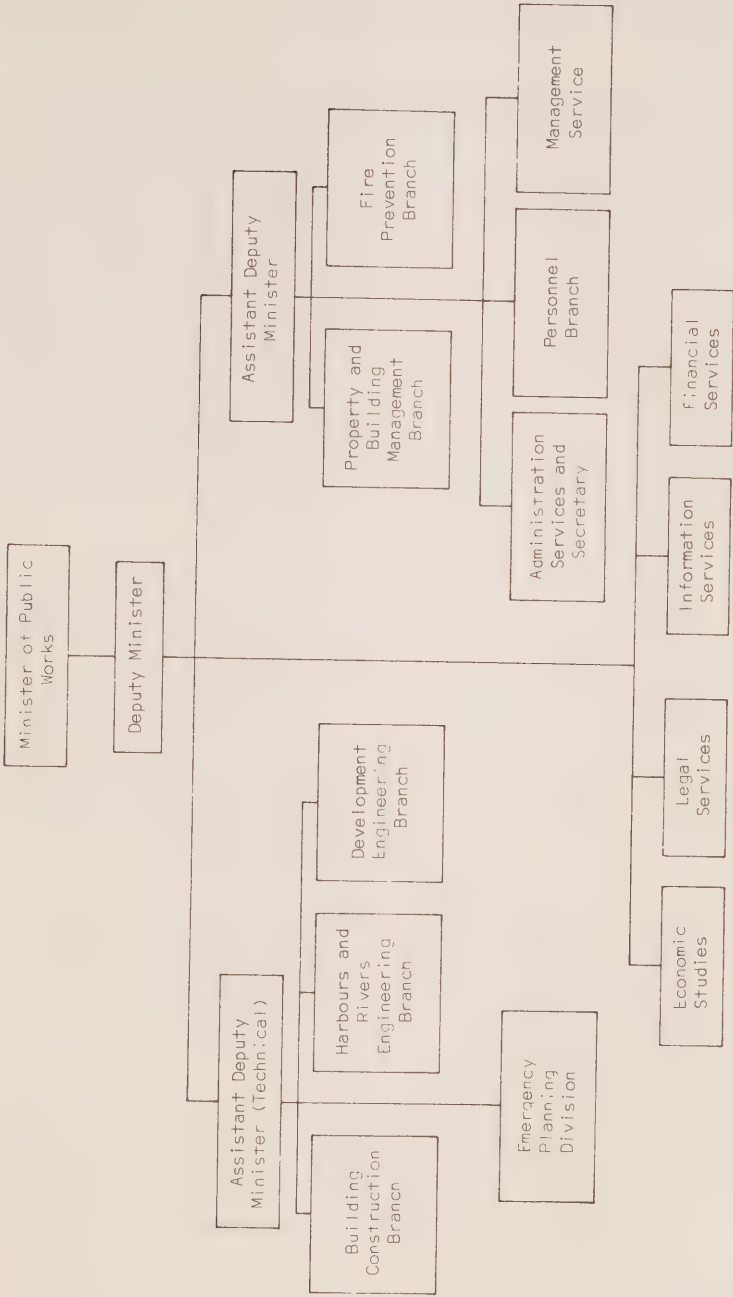 Minister of Public
Works
Deputy Minister
Assistant Deputy
Minister (Technical)
Assistant Deputy
Minister
Building
Construction
Branch
Harbours and
Rivers
Engineering
Branch
Development
Engineering
Branch
Property and
Building
Management
Branch
Fire
Prevention
Branch
Emergency
Planning
Division
Administration
Services and
Secretary
Personnel
Branch
Management
Service
Economic
Studies
Legal
Services
Information
Services
Financial
Services